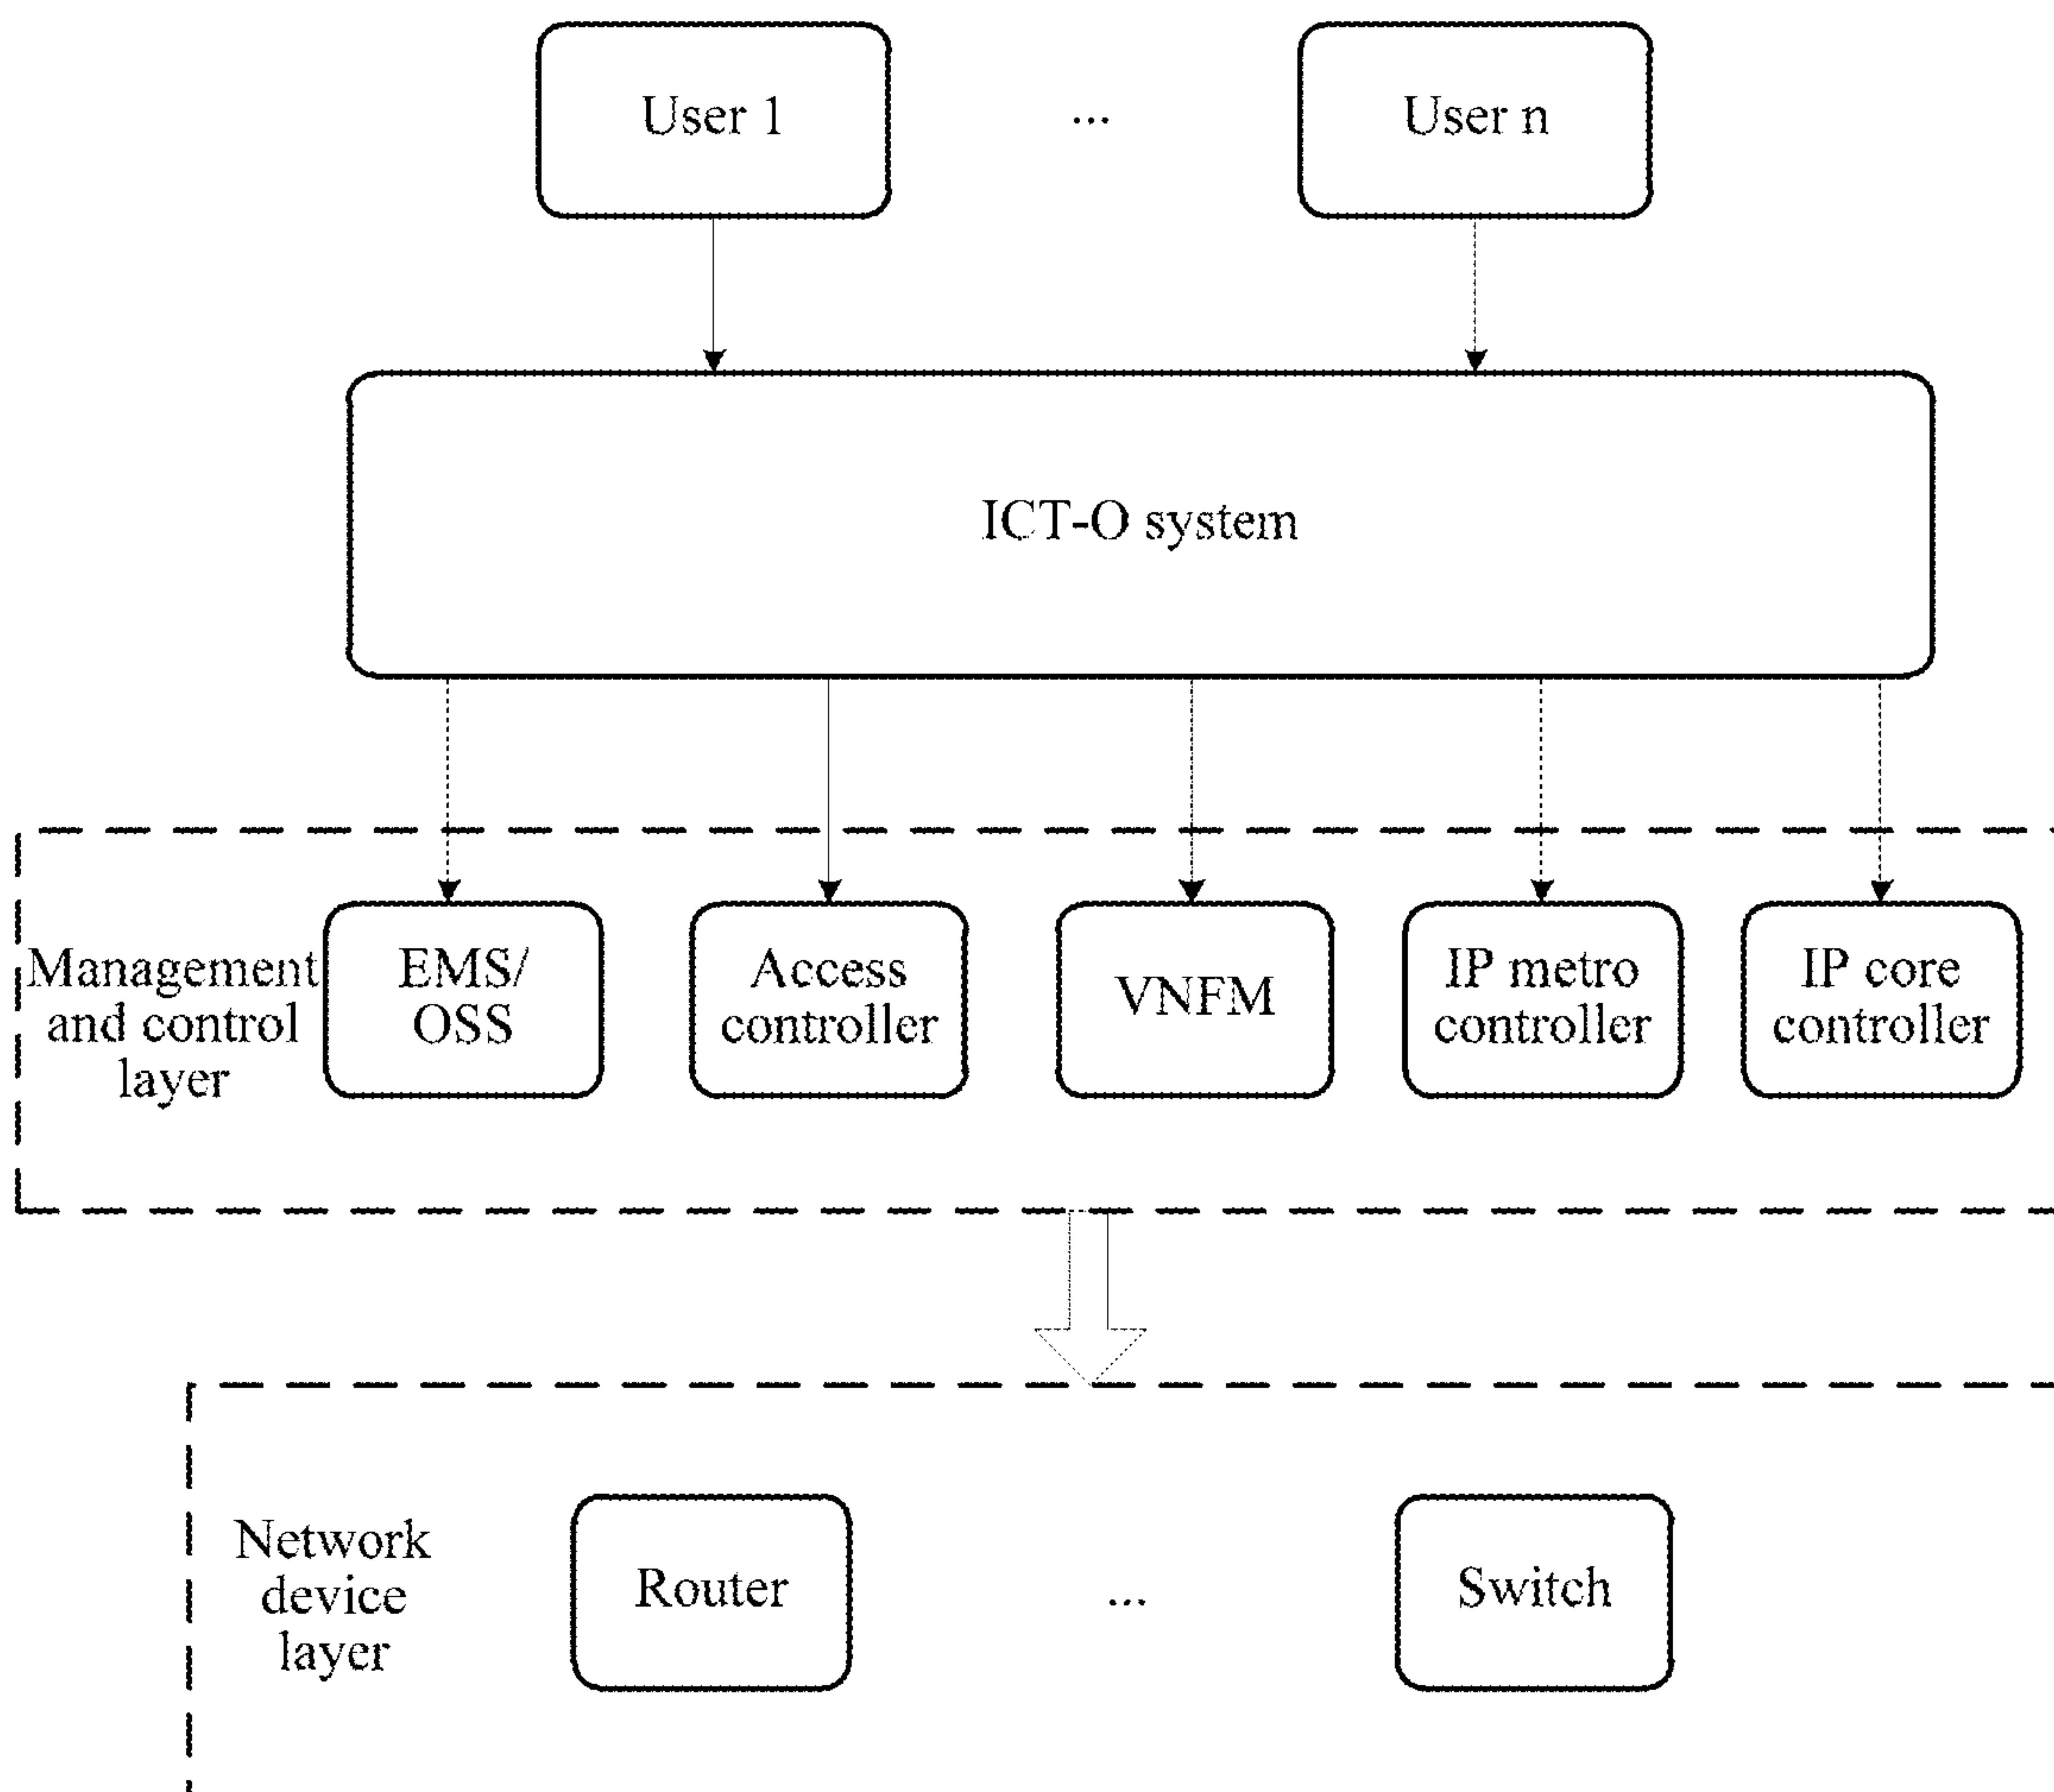 User 1
...
User n
ICT-O system
Management
and control
layer
EMS/
OSS
Access
controller
VNFM
IP metro
controller
IP core
controller
Network
device
layer
Router
...
Switch